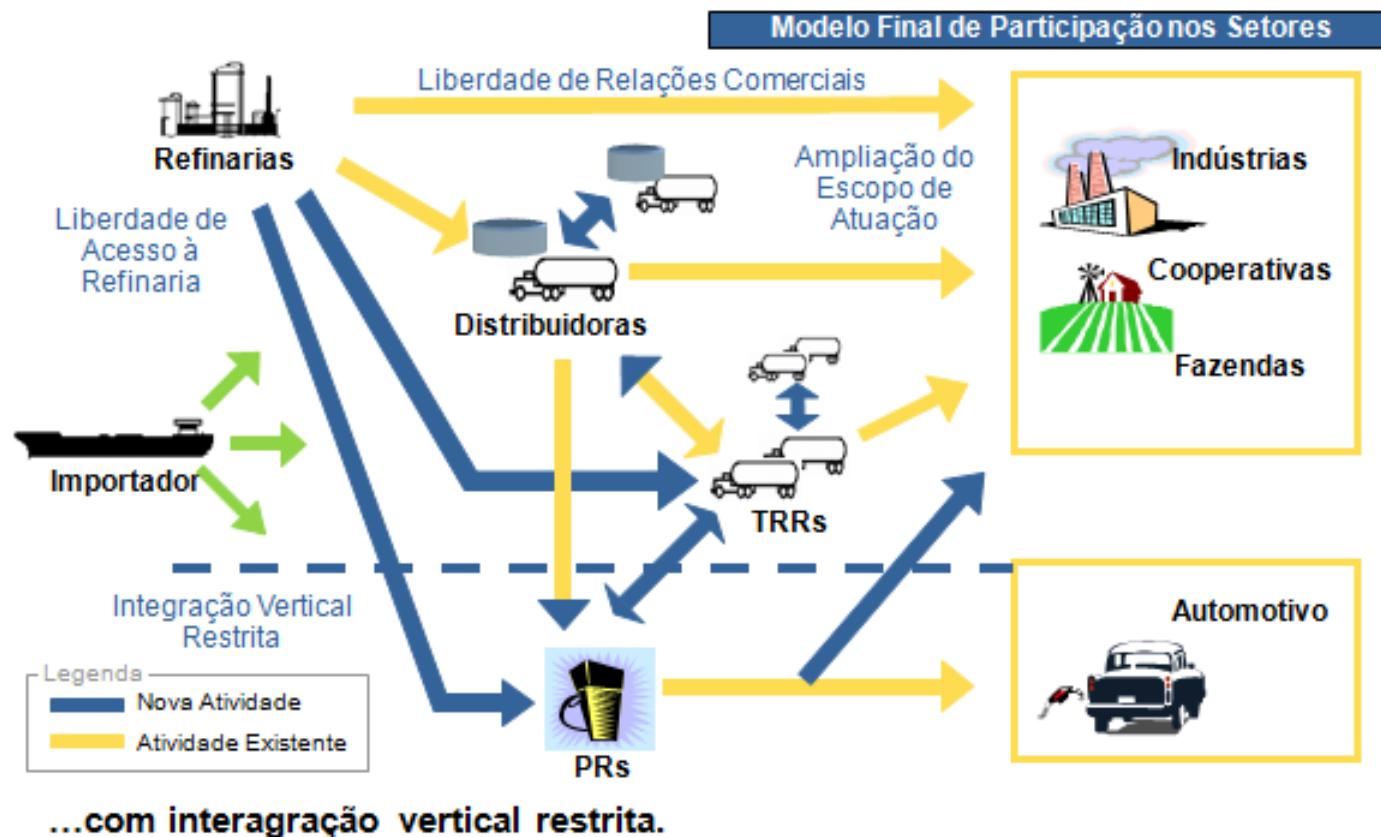 Modelo Final de Participação nos Setores
Liberdade de Relações Comerciais
Refinarias
Indústrias
Ampliação do
Escopo de
Atuação
Liberdade de
Acesso à
Refinaria
Cooperativas
Distribuidoras
Fazendas
Importador
TRRs
Integração Vertical
Restrita
Automotivo
Legenda
Nova Atividade
Atividade Existente
PRs
...com interagração vertical restrita.